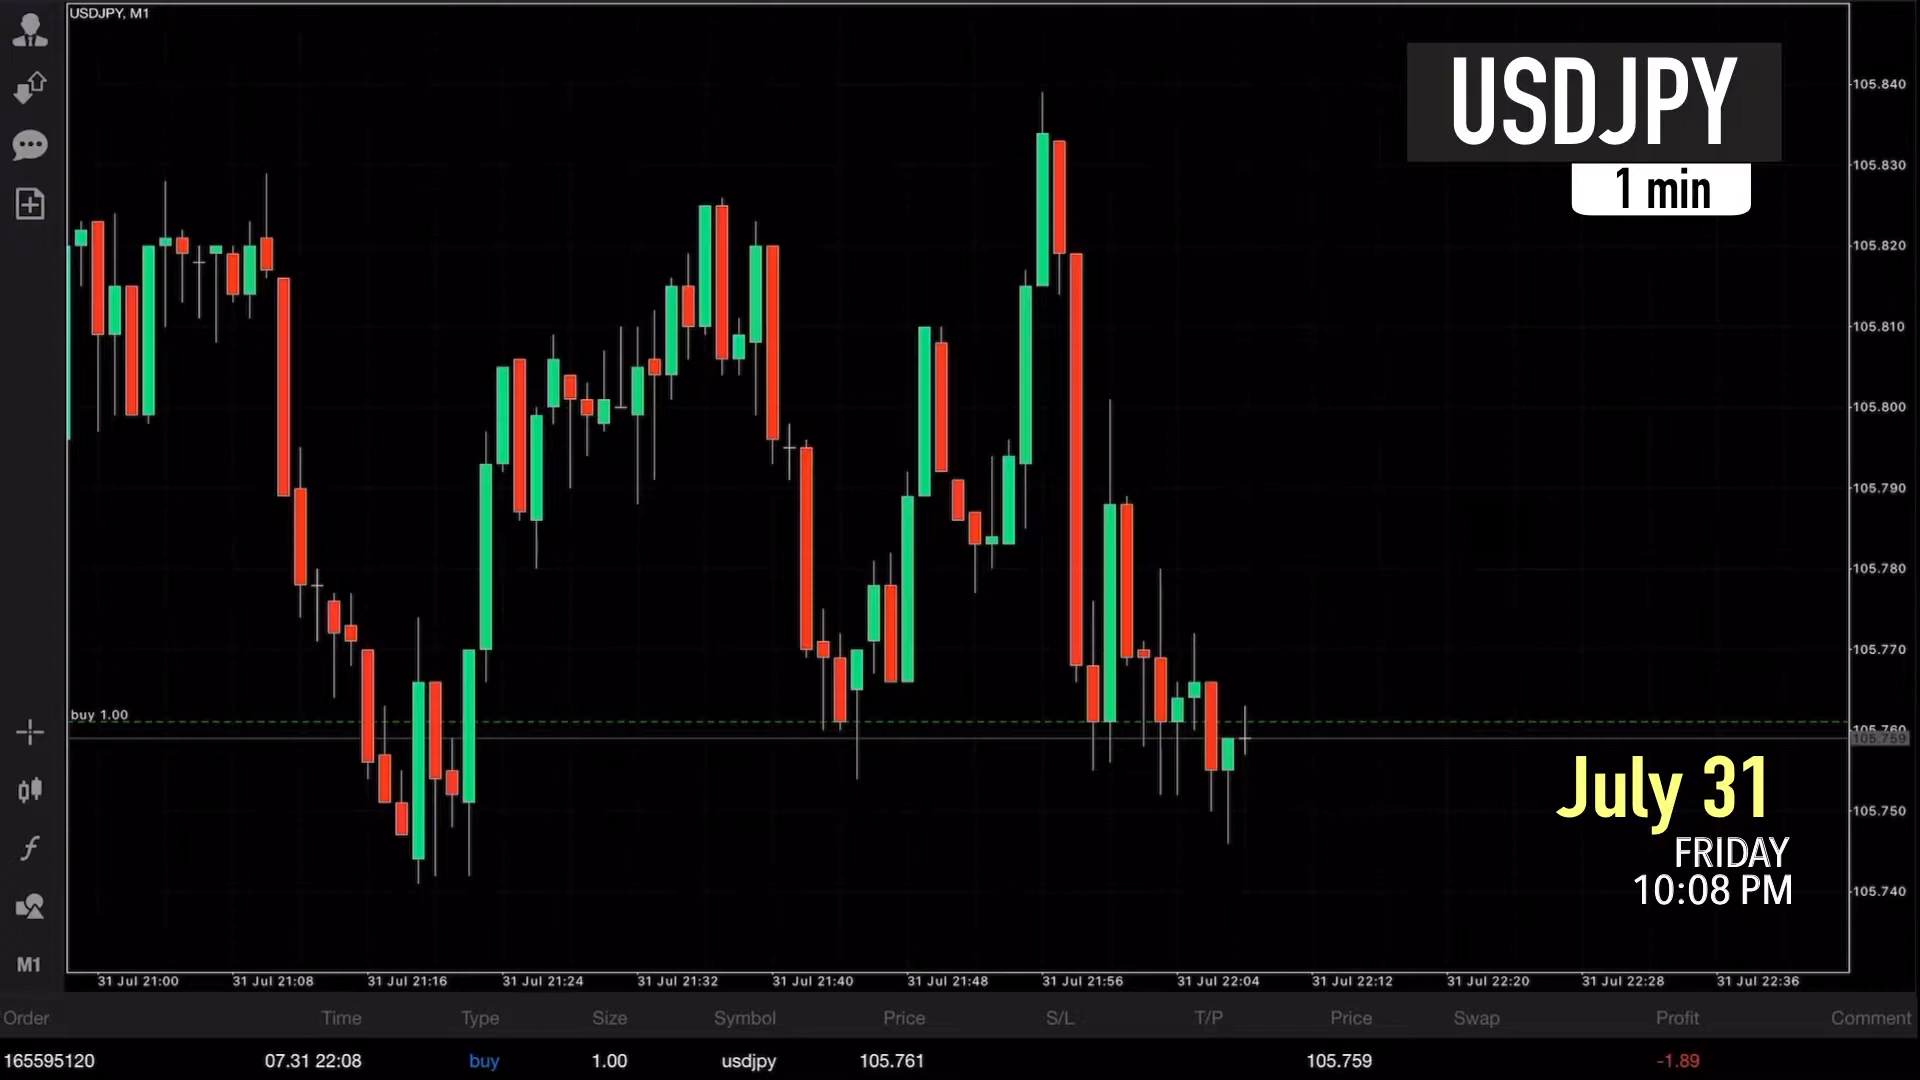 USDJPY, M1
USDJPY
1 min
105.840
105.830
105.820
105.810
105.800
105.790
105.780
105.770
buy 1.00
105.760
105.759
105.750
105.740
July 31
FRIDAY
10:08 PM
M1
31 Jul 21:00 31 Jul 21:08 31 Jul 21:16 31 Jul 21:24 31 Jul 21:32 31 Jul 21:40 31 Jul 21:48 31 Jul 21:56 31 Jul 22:04 31 Jul 22:12 31 Jul 22:20 31 Jul 22:28 31 Jul 22:36
Order Time Type Size Symbol Price S/L T/P Price Swap Profit Comment
165595120 07.31 22:08 buy 1.00 usdjpy 105.761 105.759 -1.89